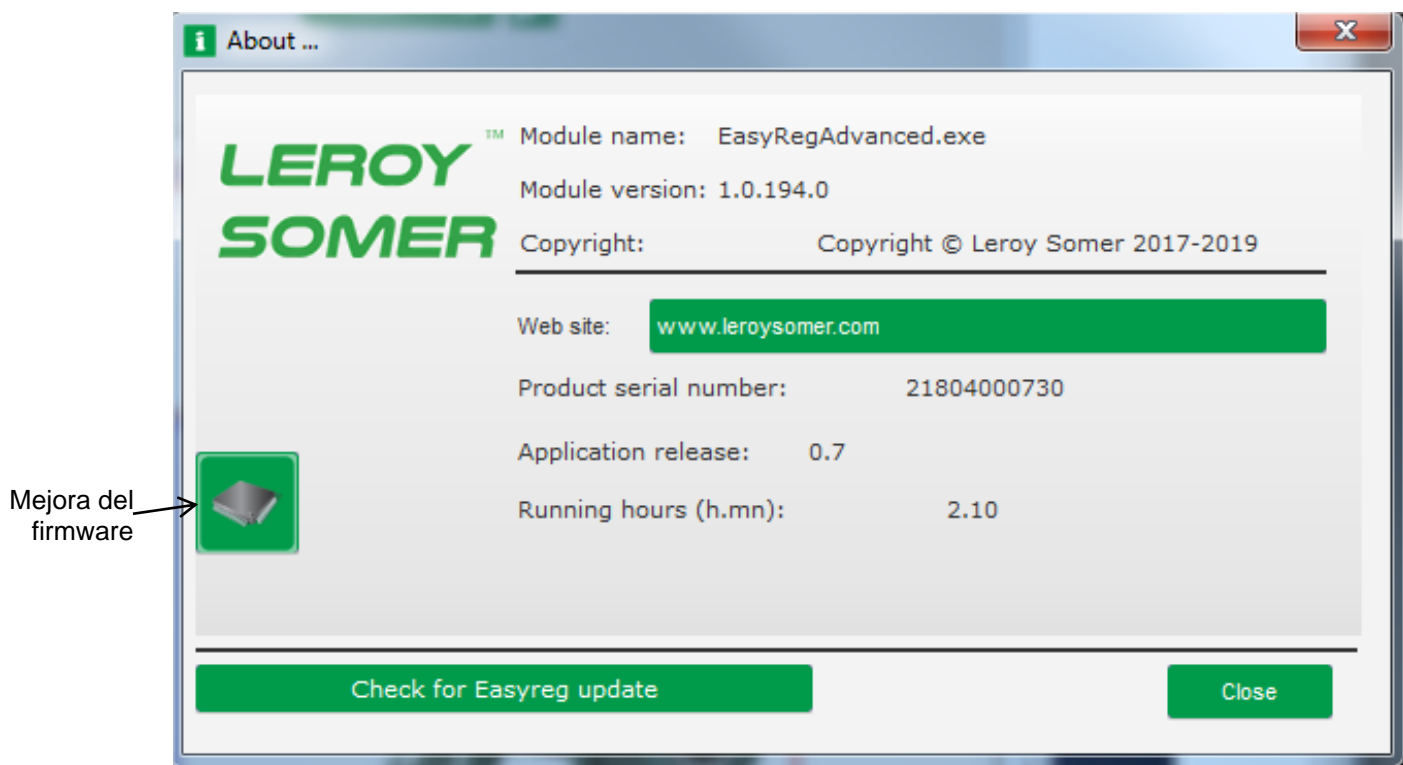 About ...
X
LEROY™
SOMER
Module name: EasyRegAdvanced.exe
Module version: 1.0.194.0
Copyright: Copyright © Leroy Somer 2017-2019
Web site: www.leroysomer.com
Product serial number: 21804000730
Application release: 0.7
Mejora del
firmware
Running hours (h.mn): 2.10
Check for Easyreg update
Close